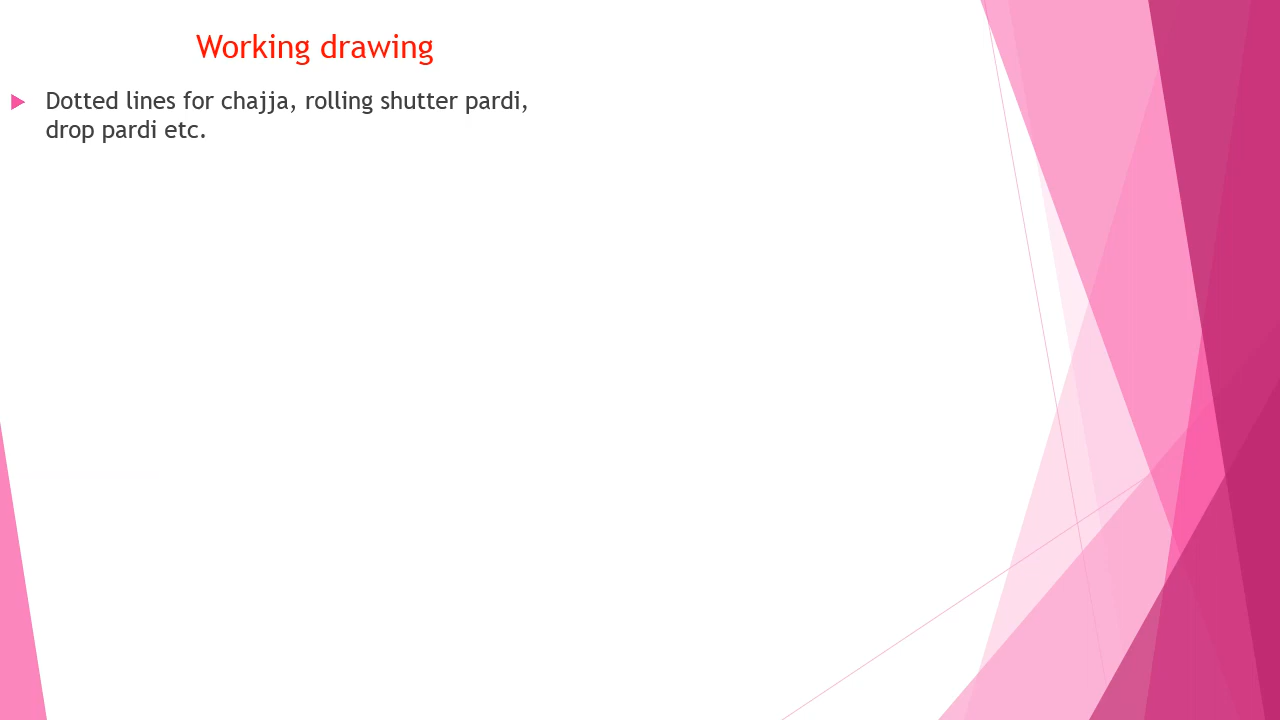 Working drawing
Dotted lines for chajja, rolling shutter pardi,
drop pardi etc.